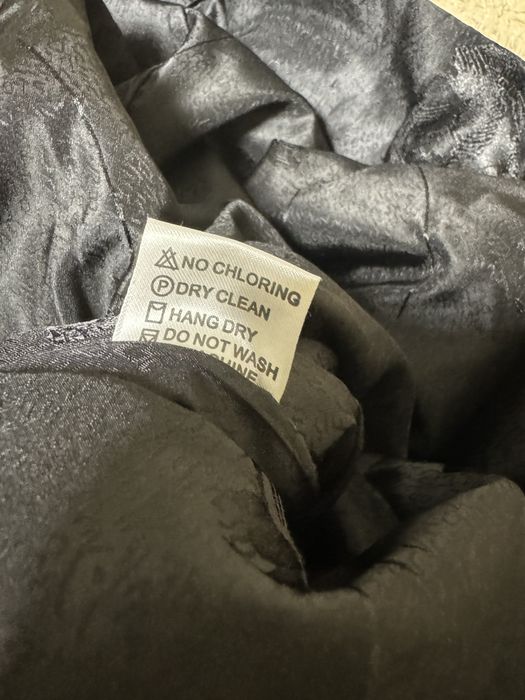 NO CHLORING
P DRY CLEAN
HANG DRY
DO NOT WASH